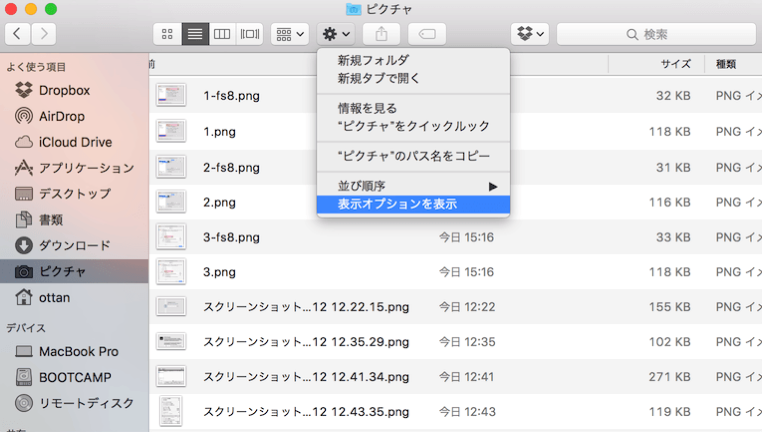 ピクチャ
検索
よく使う項目
Dropbox
AirDrop
iCloud Drive
アプリケーション
デスクトップ
書類
ダウンロード
ピクチャ
ottan
デバイス
MacBook Pro
BOOTCAMP
リモートディスク
前 サイズ 種類
新規フォルダ
新規タブで開く
情報を見る
“ピクチャ”をクイックルック
“ピクチャ”のパス名をコピー
並び順序
表示オプションを表示
1-fs8.png 32 KB PNG イメ
1.png 118 KB PNG イメ
2-fs8.png 31 KB PNG イメ
2.png 116 KB PNG イメ
3-fs8.png 今日 15:16 33 KB PNG イメ
3.png 今日 15:16 118 KB PNG イメ
スクリーンショット...12 12.22.15.png 今日 12:22 155 KB PNG イメ
スクリーンショット...12 12.35.29.png 今日 12:35 102 KB PNG イメ
スクリーンショット...12 12.41.34.png 今日 12:41 271 KB PNG イメ
スクリーンショット...12 12.43.35.png 今日 12:43 119 KB PNG イメ